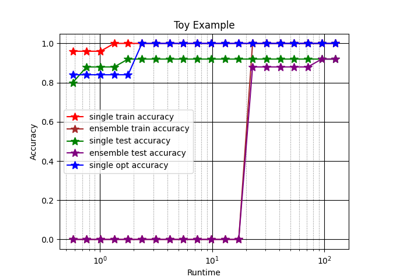 Toy Example
1.0
0.8
0.6
0.4
0.2
0.0
Accuracy
single train accuracy
ensemble train accuracy
single test accuracy
ensemble test accuracy
single opt accuracy
10⁰
10¹
10²
Runtime